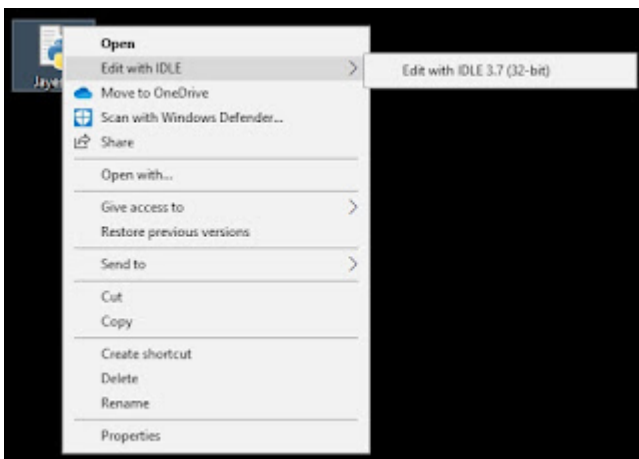 Open
Edit with IDLE
Edit with IDLE 3.7 (32-bit)
Move to OneDrive
Scan with Windows Defender...
Share
Open with...
Give access to
Restore previous versions
Send to
Cut
Copy
Create shortcut
Delete
Rename
Properties